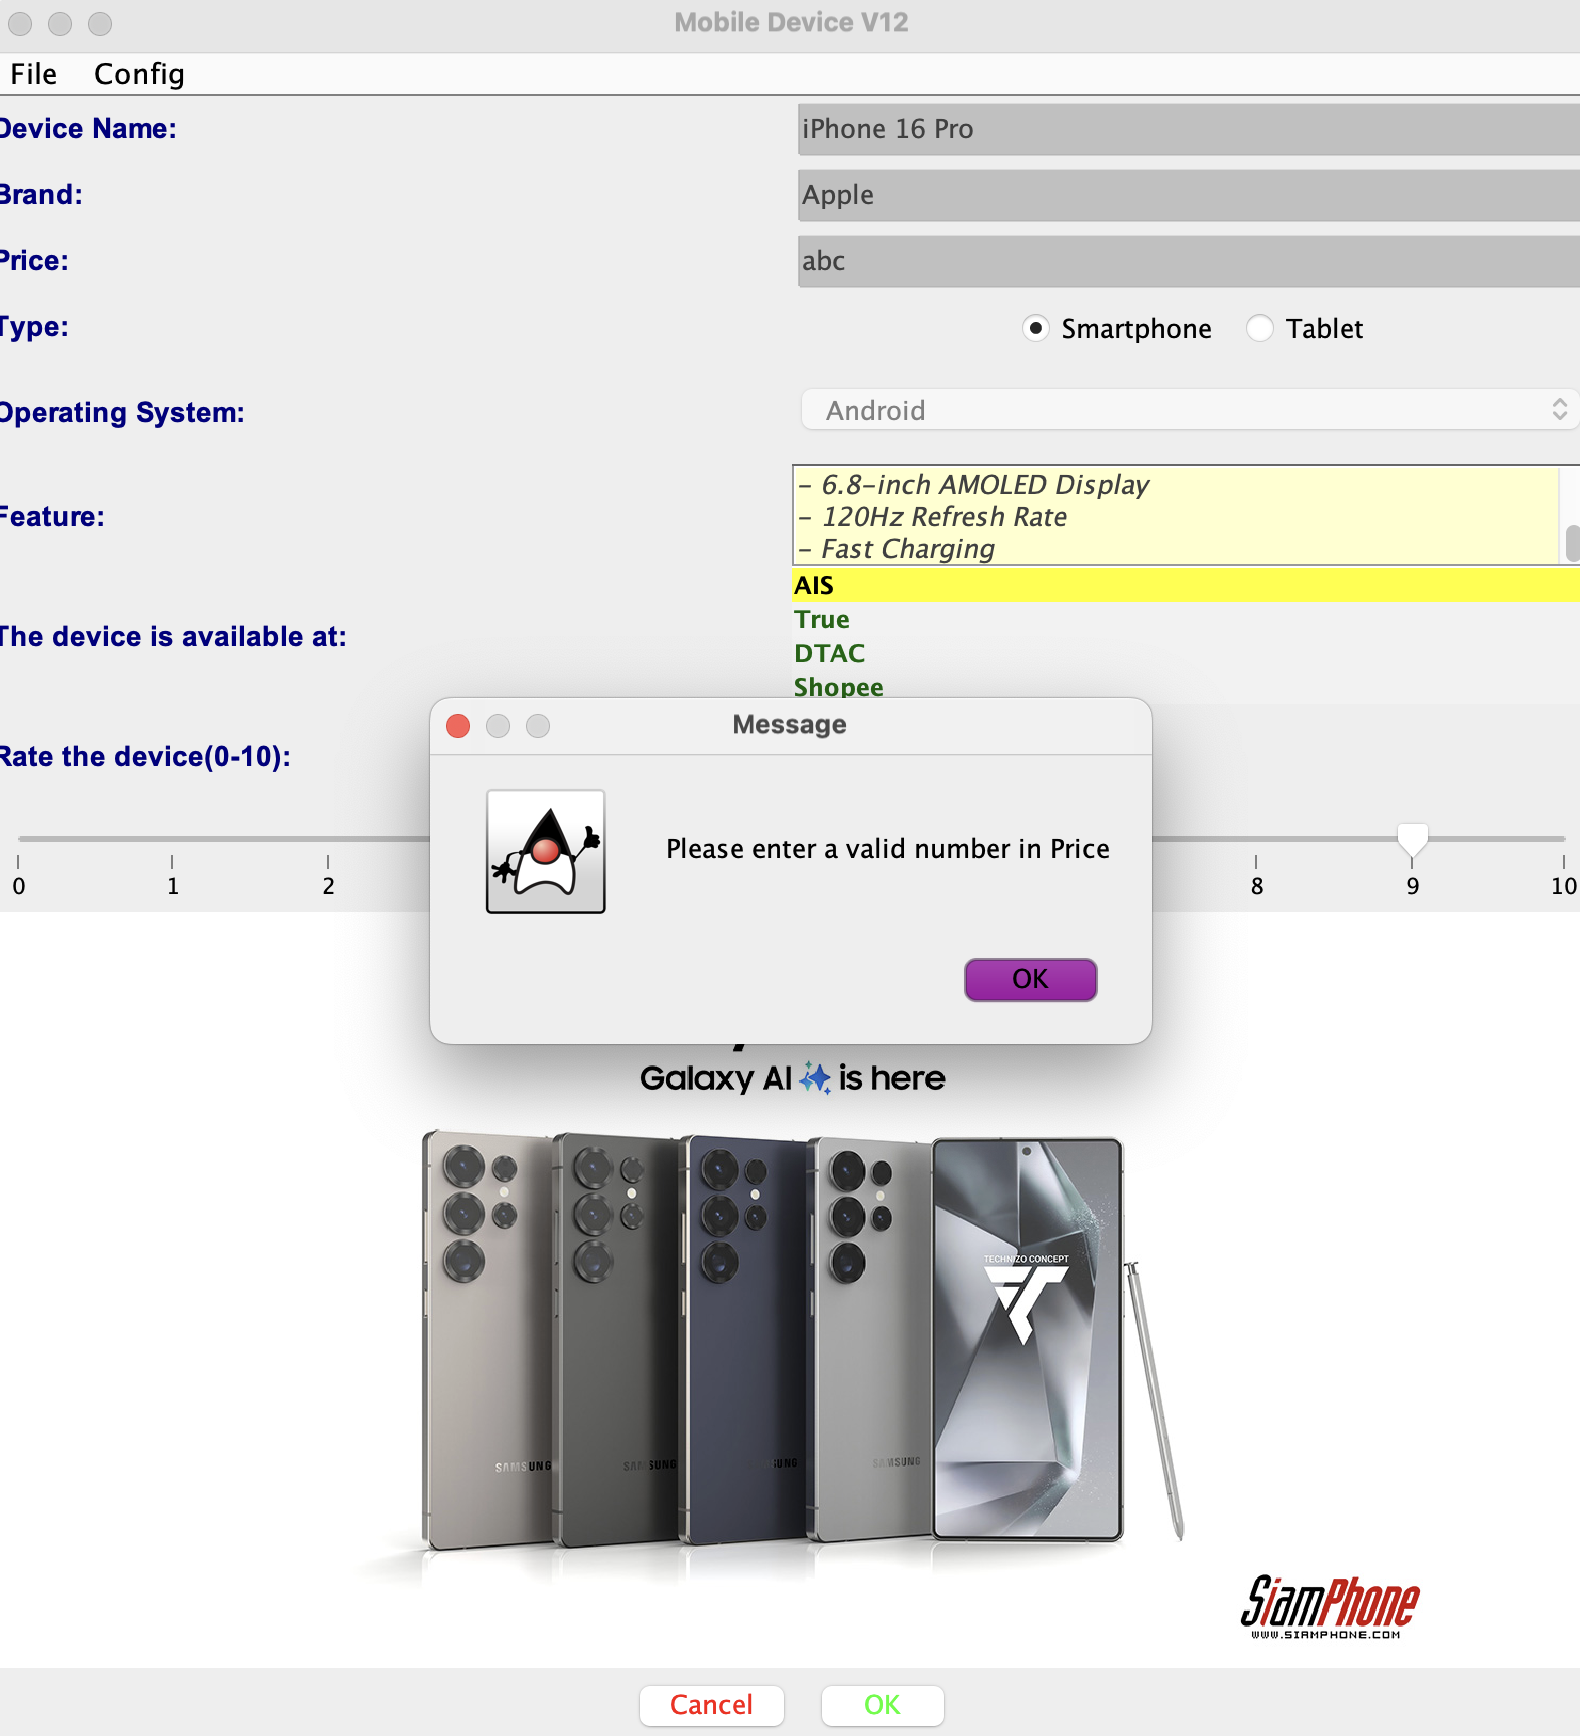 Mobile Device V12
File Config
Device Name: iPhone 16 Pro
Brand: Apple
Price: abc
Type: Smartphone Tablet
Operating System: Android
Feature:
- 6.8-inch AMOLED Display
- 120Hz Refresh Rate
- Fast Charging
The device is available at:
AIS
True
DTAC
Shopee
Rate the device(0-10):
0 1 2 8 9 10
Message
Please enter a valid number in Price
OK
Galaxy AI is here
TECHNIZO CONCEPT
SAMSUNG SAMSUNG SUNG SAMSUNG
SiamPhone
WWW.SIAMPHONE.COM
Cancel OK